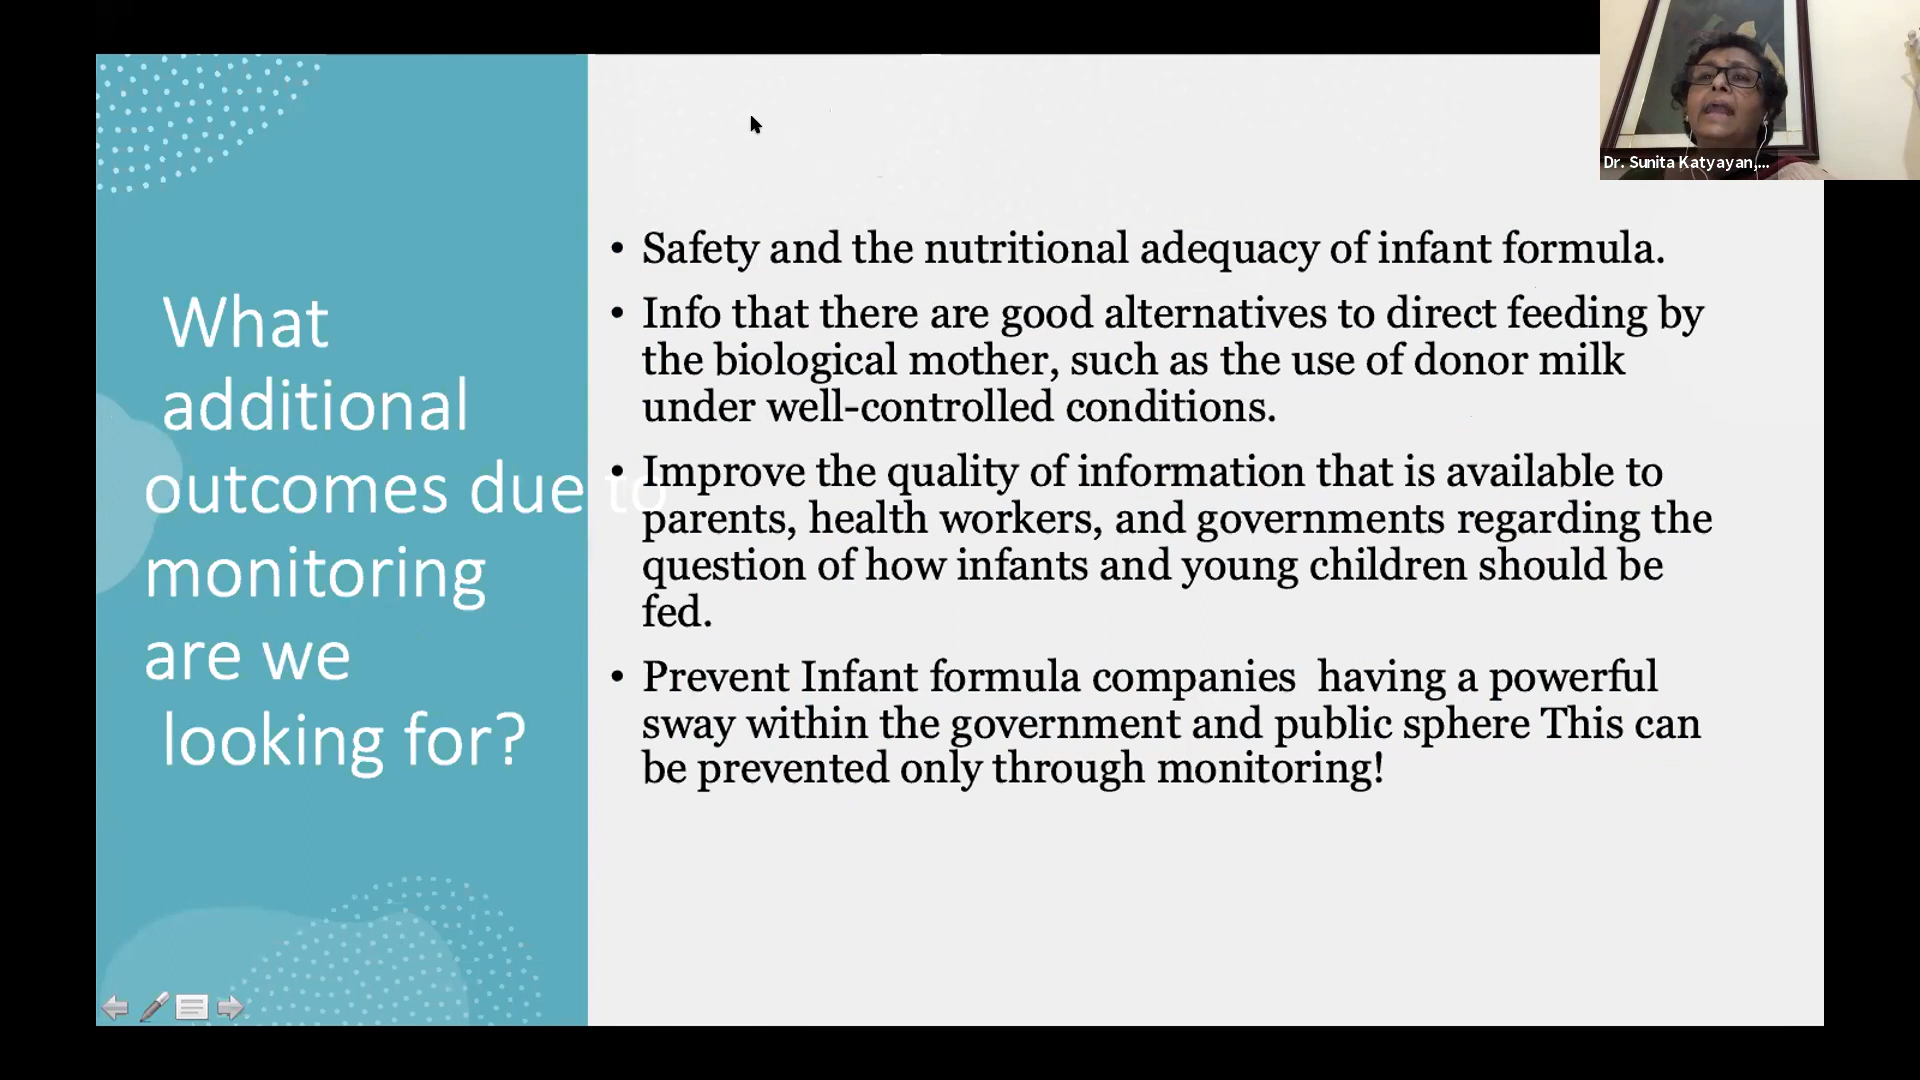 What
additional
outcomes due to
monitoring
are we
looking for?
• Safety and the nutritional adequacy of infant formula.
• Info that there are good alternatives to direct feeding by
the biological mother, such as the use of donor milk
under well-controlled conditions.
• Improve the quality of information that is available to
parents, health workers, and governments regarding the
question of how infants and young children should be
fed.
• Prevent Infant formula companies  having a powerful
sway within the government and public sphere This can
be prevented only through monitoring!
Dr. Sunita Katyayan,...